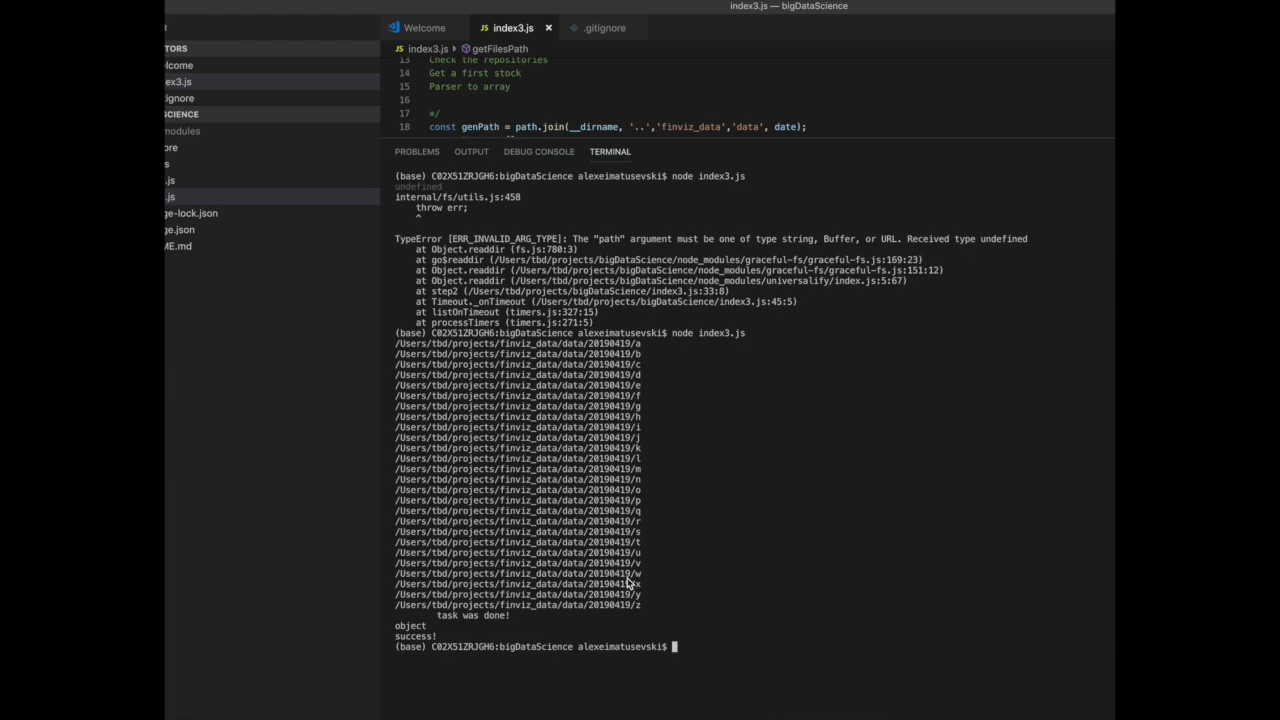 index3.js — bigDataScience
Welcome
JS index3.js ×
.gitignore
JS index3.js getFilesPath
TORS
lcome
ex3.js
ignore
SCIENCE
modules
ore
s
.js
.js
ge-lock.json
ge.json
ME.md
13 Check the repositories
14 Get a first stock
15 Parser to array
16
17 */
18 const genPath = path.join(__dirname, '..','finviz_data','data', date);
PROBLEMS OUTPUT DEBUG CONSOLE TERMINAL
(base) C02X51ZRJGH6:bigDataScience alexeimatusevski$ node index3.js
undefined
internal/fs/utils.js:458
throw err;
^
TypeError [ERR_INVALID_ARG_TYPE]: The "path" argument must be one of type string, Buffer, or URL. Received type undefined
at Object.readdir (fs.js:780:3)
at go$readdir (/Users/tbd/projects/bigDataScience/node_modules/graceful-fs/graceful-fs.js:169:23)
at Object.readdir (/Users/tbd/projects/bigDataScience/node_modules/graceful-fs/graceful-fs.js:151:12)
at Object.readdir (/Users/tbd/projects/bigDataScience/node_modules/universalify/index.js:5:67)
at step2 (/Users/tbd/projects/bigDataScience/index3.js:33:8)
at Timeout._onTimeout (/Users/tbd/projects/bigDataScience/index3.js:45:5)
at listOnTimeout (timers.js:327:15)
at processTimers (timers.js:271:5)
(base) C02X51ZRJGH6:bigDataScience alexeimatusevski$ node index3.js
/Users/tbd/projects/finviz_data/data/20190419/a
/Users/tbd/projects/finviz_data/data/20190419/b
/Users/tbd/projects/finviz_data/data/20190419/c
/Users/tbd/projects/finviz_data/data/20190419/d
/Users/tbd/projects/finviz_data/data/20190419/e
/Users/tbd/projects/finviz_data/data/20190419/f
/Users/tbd/projects/finviz_data/data/20190419/g
/Users/tbd/projects/finviz_data/data/20190419/h
/Users/tbd/projects/finviz_data/data/20190419/i
/Users/tbd/projects/finviz_data/data/20190419/j
/Users/tbd/projects/finviz_data/data/20190419/k
/Users/tbd/projects/finviz_data/data/20190419/l
/Users/tbd/projects/finviz_data/data/20190419/m
/Users/tbd/projects/finviz_data/data/20190419/n
/Users/tbd/projects/finviz_data/data/20190419/o
/Users/tbd/projects/finviz_data/data/20190419/p
/Users/tbd/projects/finviz_data/data/20190419/q
/Users/tbd/projects/finviz_data/data/20190419/r
/Users/tbd/projects/finviz_data/data/20190419/s
/Users/tbd/projects/finviz_data/data/20190419/t
/Users/tbd/projects/finviz_data/data/20190419/u
/Users/tbd/projects/finviz_data/data/20190419/v
/Users/tbd/projects/finviz_data/data/20190419/w
/Users/tbd/projects/finviz_data/data/20190419/x
/Users/tbd/projects/finviz_data/data/20190419/y
/Users/tbd/projects/finviz_data/data/20190419/z
task was done!
object
success!
(base) C02X51ZRJGH6:bigDataScience alexeimatusevski$